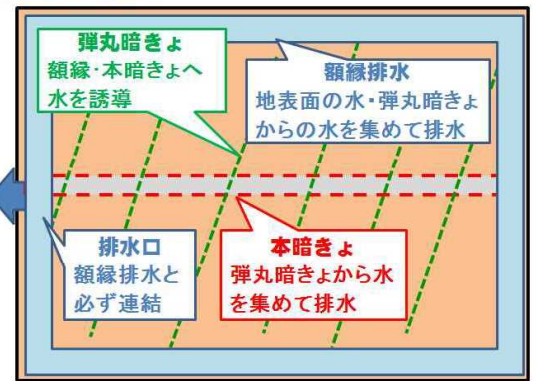 弾丸暗きょ
額縁・本暗きょへ
水を誘導
額縁排水
地表面の水・弾丸暗きょ
からの水を集めて排水
排水口
額縁排水と
必ず連結
本暗きょ
弾丸暗きょから水
を集めて排水